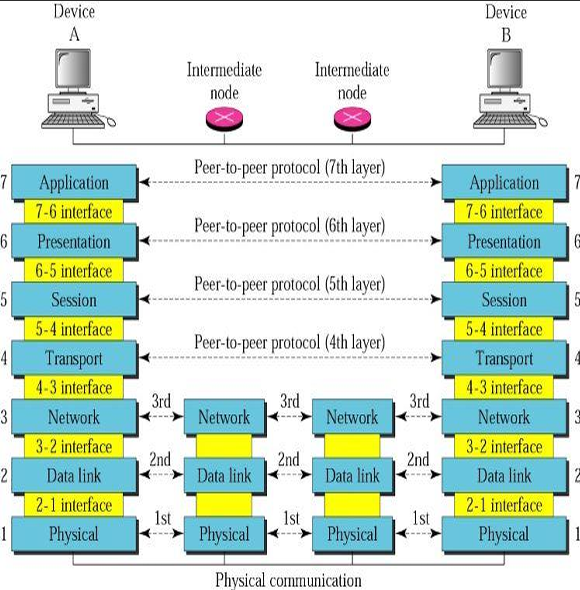 Device
A
Device
B
Intermediate
node
Intermediate
node
Peer-to-peer protocol (7th layer)
7 Application
Application 7
7-6 interface
7-6 interface
Peer-to-peer protocol (6th layer)
6 Presentation
Presentation 6
6-5 interface
6-5 interface
Peer-to-peer protocol (5th layer)
5 Session
Session 5
5-4 interface
5-4 interface
Peer-to-peer protocol (4th layer)
4 Transport
Transport 4
4-3 interface
4-3 interface
3rd 3rd 3rd
3 Network Network Network Network 3
3-2 interface
3-2 interface
2nd 2nd 2nd
2 Data link Data link Data link Data link 2
2-1 interface
2-1 interface
1st 1st 1st
1 Physical Physical Physical Physical 1
Physical communication